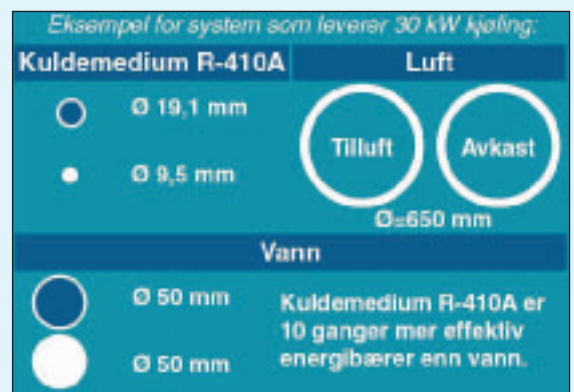 Eksempel for system som leverer 30 kW kjøling:
Kuldemedium R-410A
Ø 19,1 mm
Ø 9,5 mm
Luft
Tilluft
Avkast
Ø=650 mm
Vann
Ø 50 mm
Ø 50 mm
Kuldemedium R-410A er
10 ganger mer effektiv
energibærer enn vann.